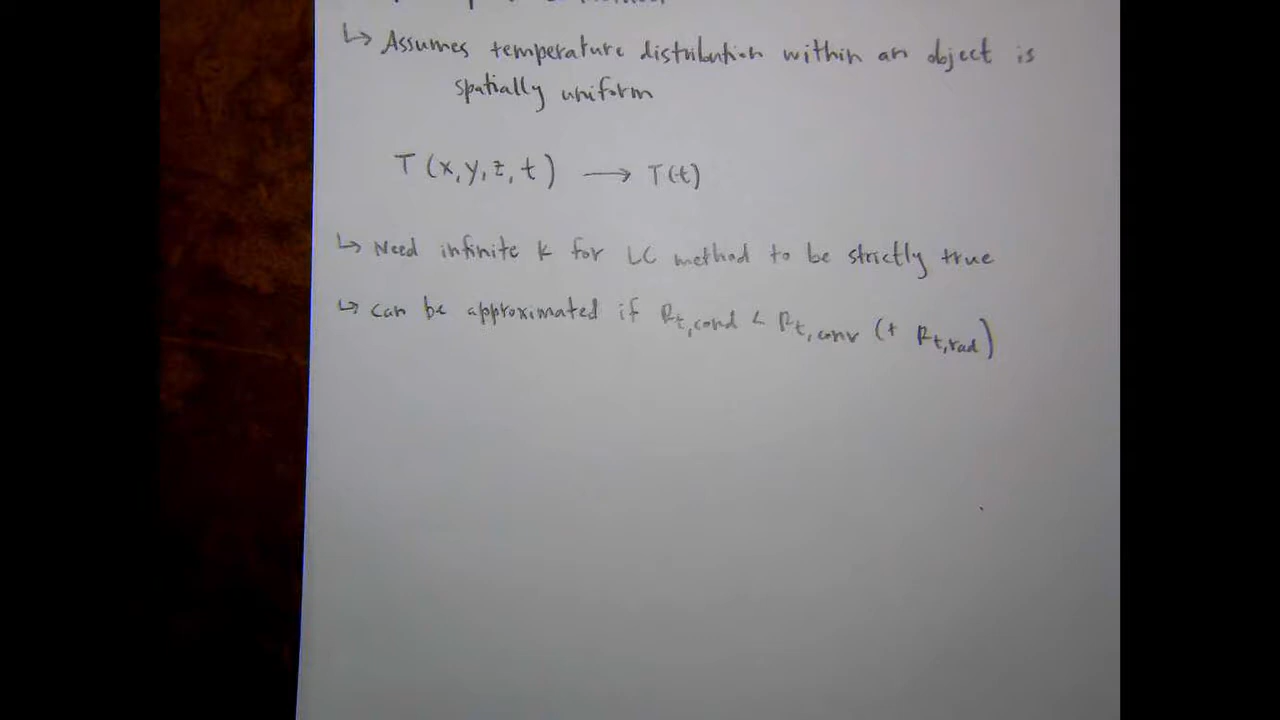 ↳ Assumes temperature distribution within an object is
spatially uniform
T (x,y,z,t) → T(t)
↳ Need infinite k for LC method to be strictly true
↳ can be approximated if Rt,cond < Rt,conv (+ Rt,rad)